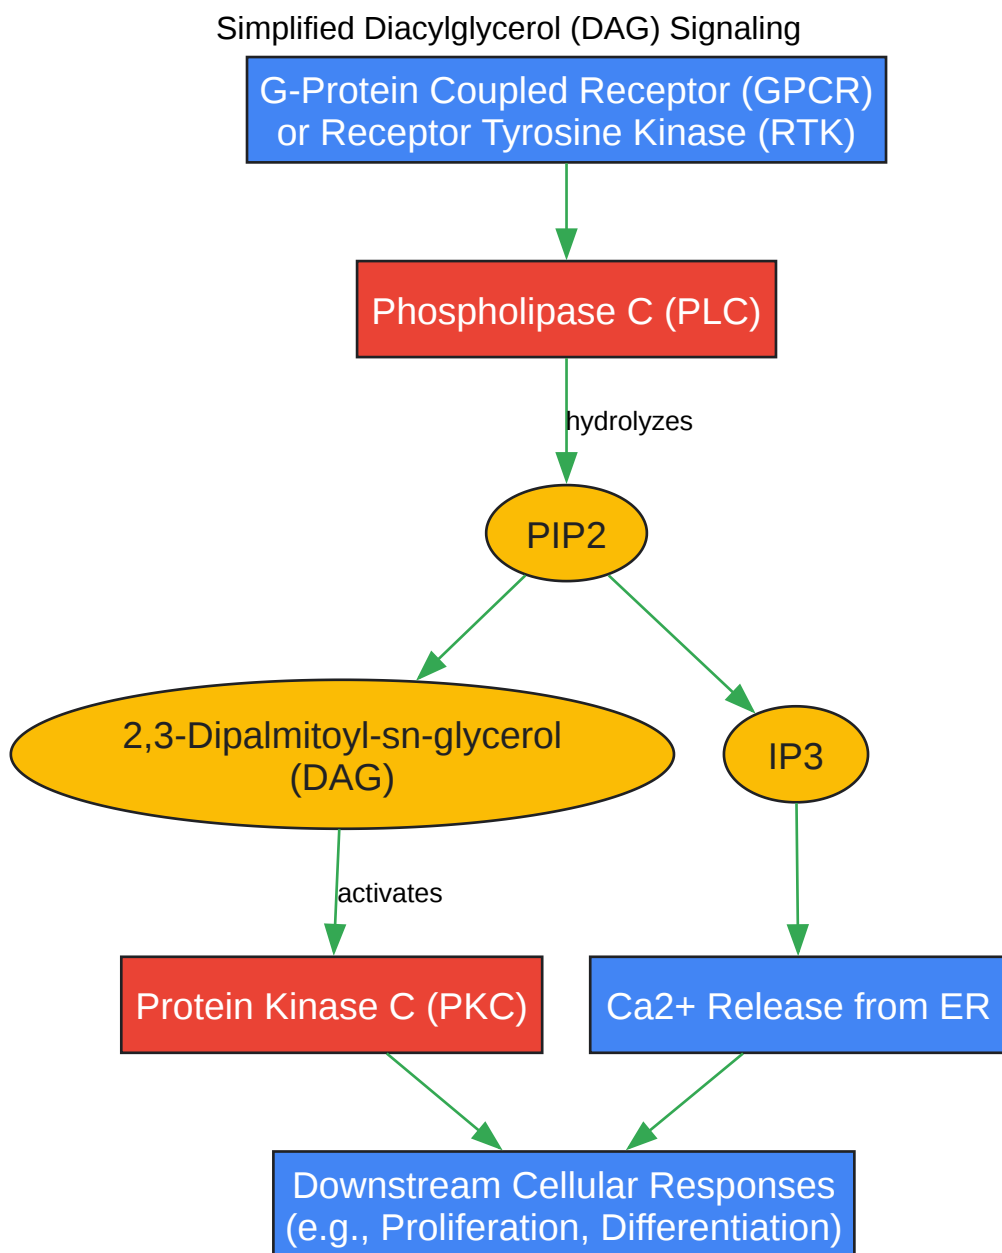 Simplified Diacylglycerol (DAG) Signaling
G-Protein Coupled Receptor (GPCR)
or Receptor Tyrosine Kinase (RTK)
Phospholipase C (PLC)
hydrolyzes
PIP2
2,3-Dipalmitoyl-sn-glycerol
(DAG)
IP3
activates
Protein Kinase C (PKC)
Ca2+ Release from ER
Downstream Cellular Responses
(e.g., Proliferation, Differentiation)